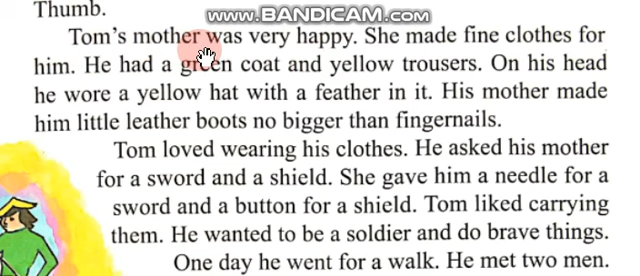 Thumb.
www.BANDICAM.com
Tom's mother was very happy. She made fine clothes for
him. He had a green coat and yellow trousers. On his head
he wore a yellow hat with a feather in it. His mother made
him little leather boots no bigger than fingernails.
Tom loved wearing his clothes. He asked his mother
for a sword and a shield. She gave him a needle for a
sword and a button for a shield. Tom liked carrying
them. He wanted to be a soldier and do brave things.
One day he went for a walk. He met two men.